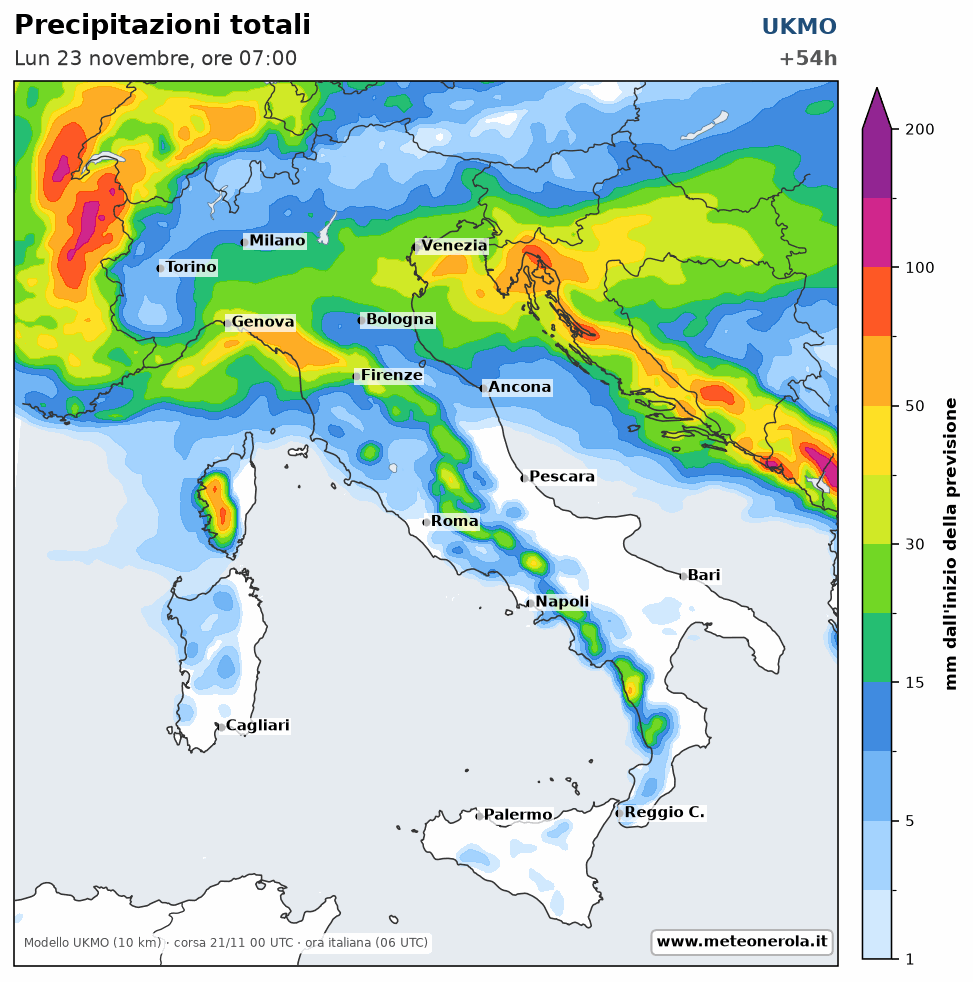 Precipitazioni totali
UKMO
Lun 23 novembre, ore 07:00
+54h
200
100
50
30
15
5
1
mm dall'inizio della previsione
Milano
Venezia
Torino
Genova
Bologna
Firenze
Ancona
Pescara
Roma
Bari
Napoli
Cagliari
Palermo
Reggio C.
Modello UKMO (10 km) · corsa 21/11 00 UTC · ora italiana (06 UTC)
www.meteonerola.it